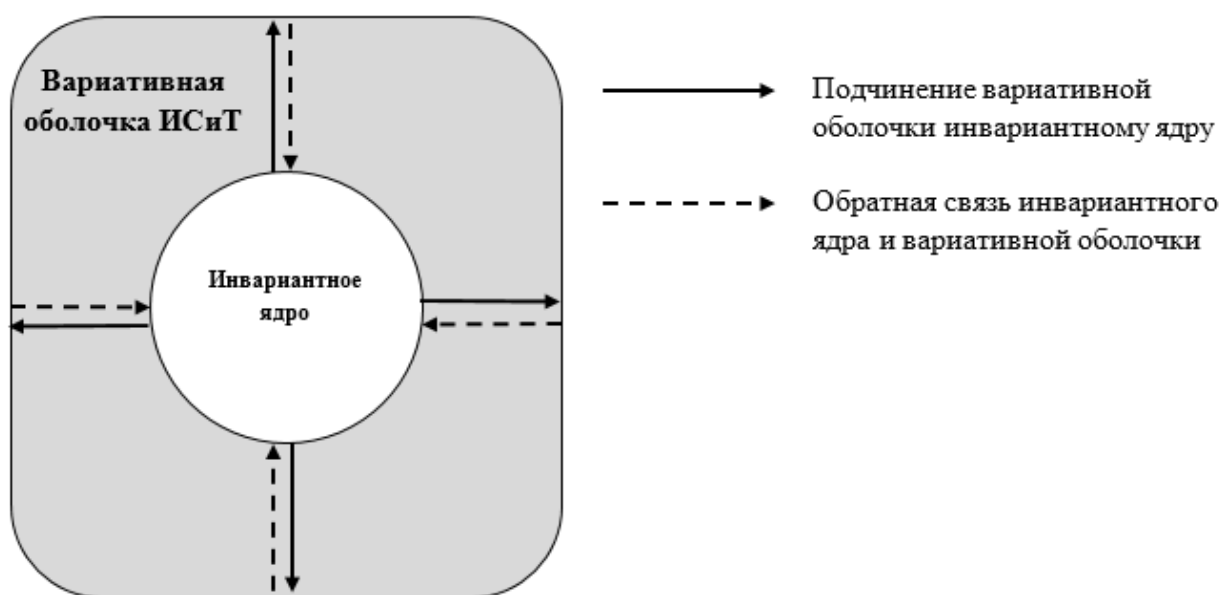 Вариативная
оболочка ИСиТ
Инвариантное
ядро
Подчинение вариативной
оболочки инвариантному ядру
Обратная связь инвариантного
ядра и вариативной оболочки